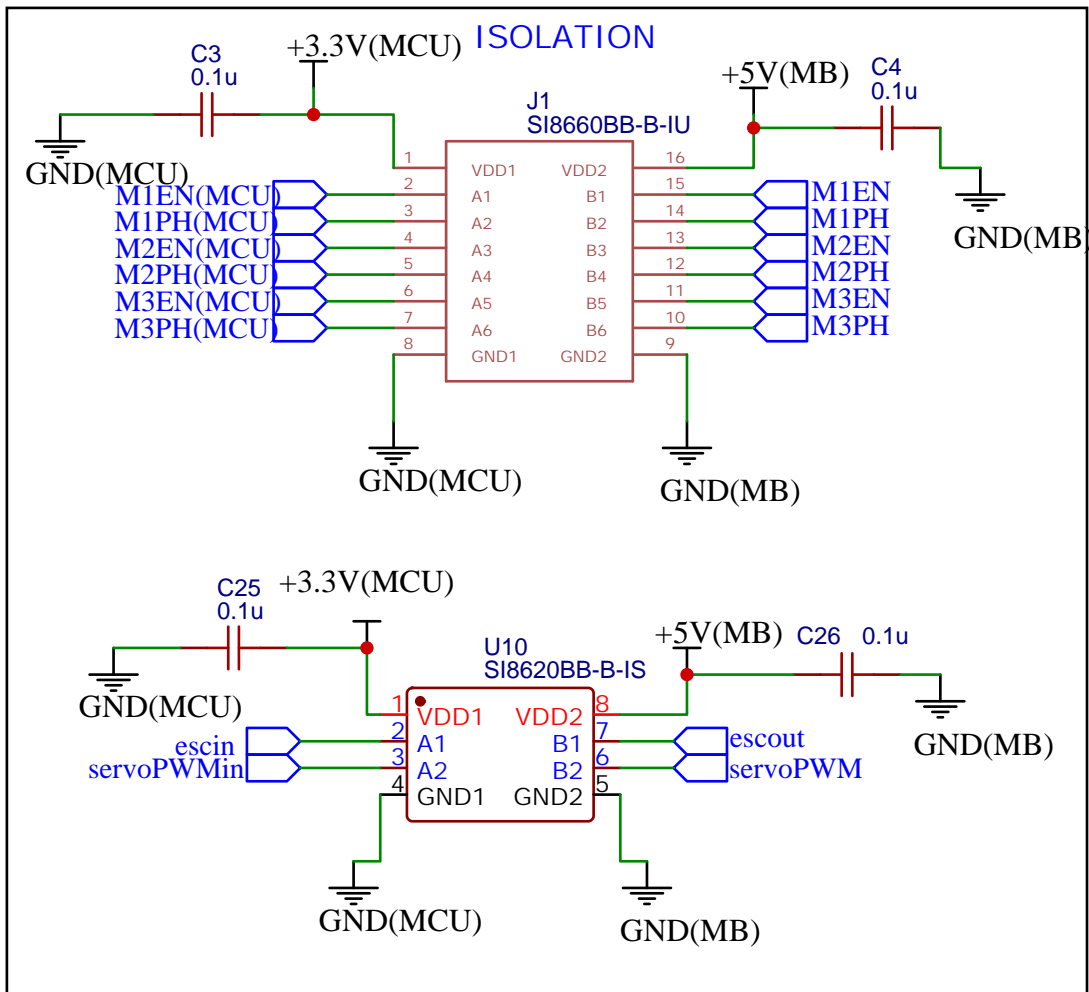 ISOLATION
C3
0.1u
+3.3V(MCU)
+5V(MB)
C4
0.1u
J1
SI8660BB-B-IU
GND(MCU)
GND(MB)
1 VDD1 VDD2 16
M1EN(MCU) 2 A1 B1 15 M1EN
M1PH(MCU) 3 A2 B2 14 M1PH
M2EN(MCU) 4 A3 B3 13 M2EN
M2PH(MCU) 5 A4 B4 12 M2PH
M3EN(MCU) 6 A5 B5 11 M3EN
M3PH(MCU) 7 A6 B6 10 M3PH
8 GND1 GND2 9
GND(MCU)
GND(MB)
C25
0.1u
+3.3V(MCU)
+5V(MB)
C26 0.1u
U10
SI8620BB-B-IS
GND(MCU)
GND(MB)
1 VDD1 VDD2 8
escin 2 A1 B1 7 escout
servoPWMin 3 A2 B2 6 servoPWM
4 GND1 GND2 5
GND(MCU)
GND(MB)